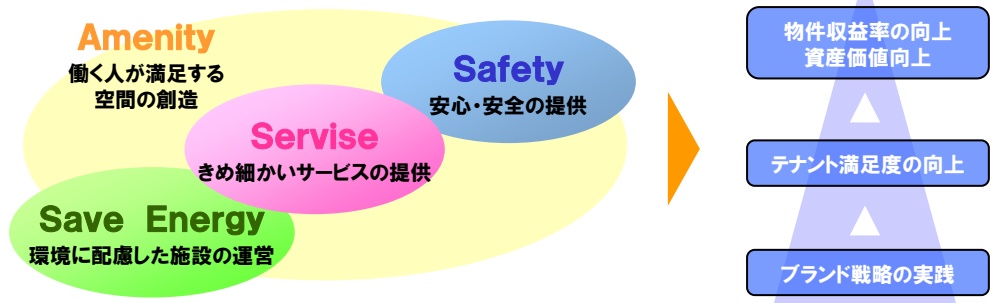 Amenity
働く人が満足する
空間の創造
Safety
安心・安全の提供
Servise
きめ細かいサービスの提供
Save Energy
環境に配慮した施設の運営
物件収益率の向上
資産価値向上
テナント満足度の向上
ブランド戦略の実践